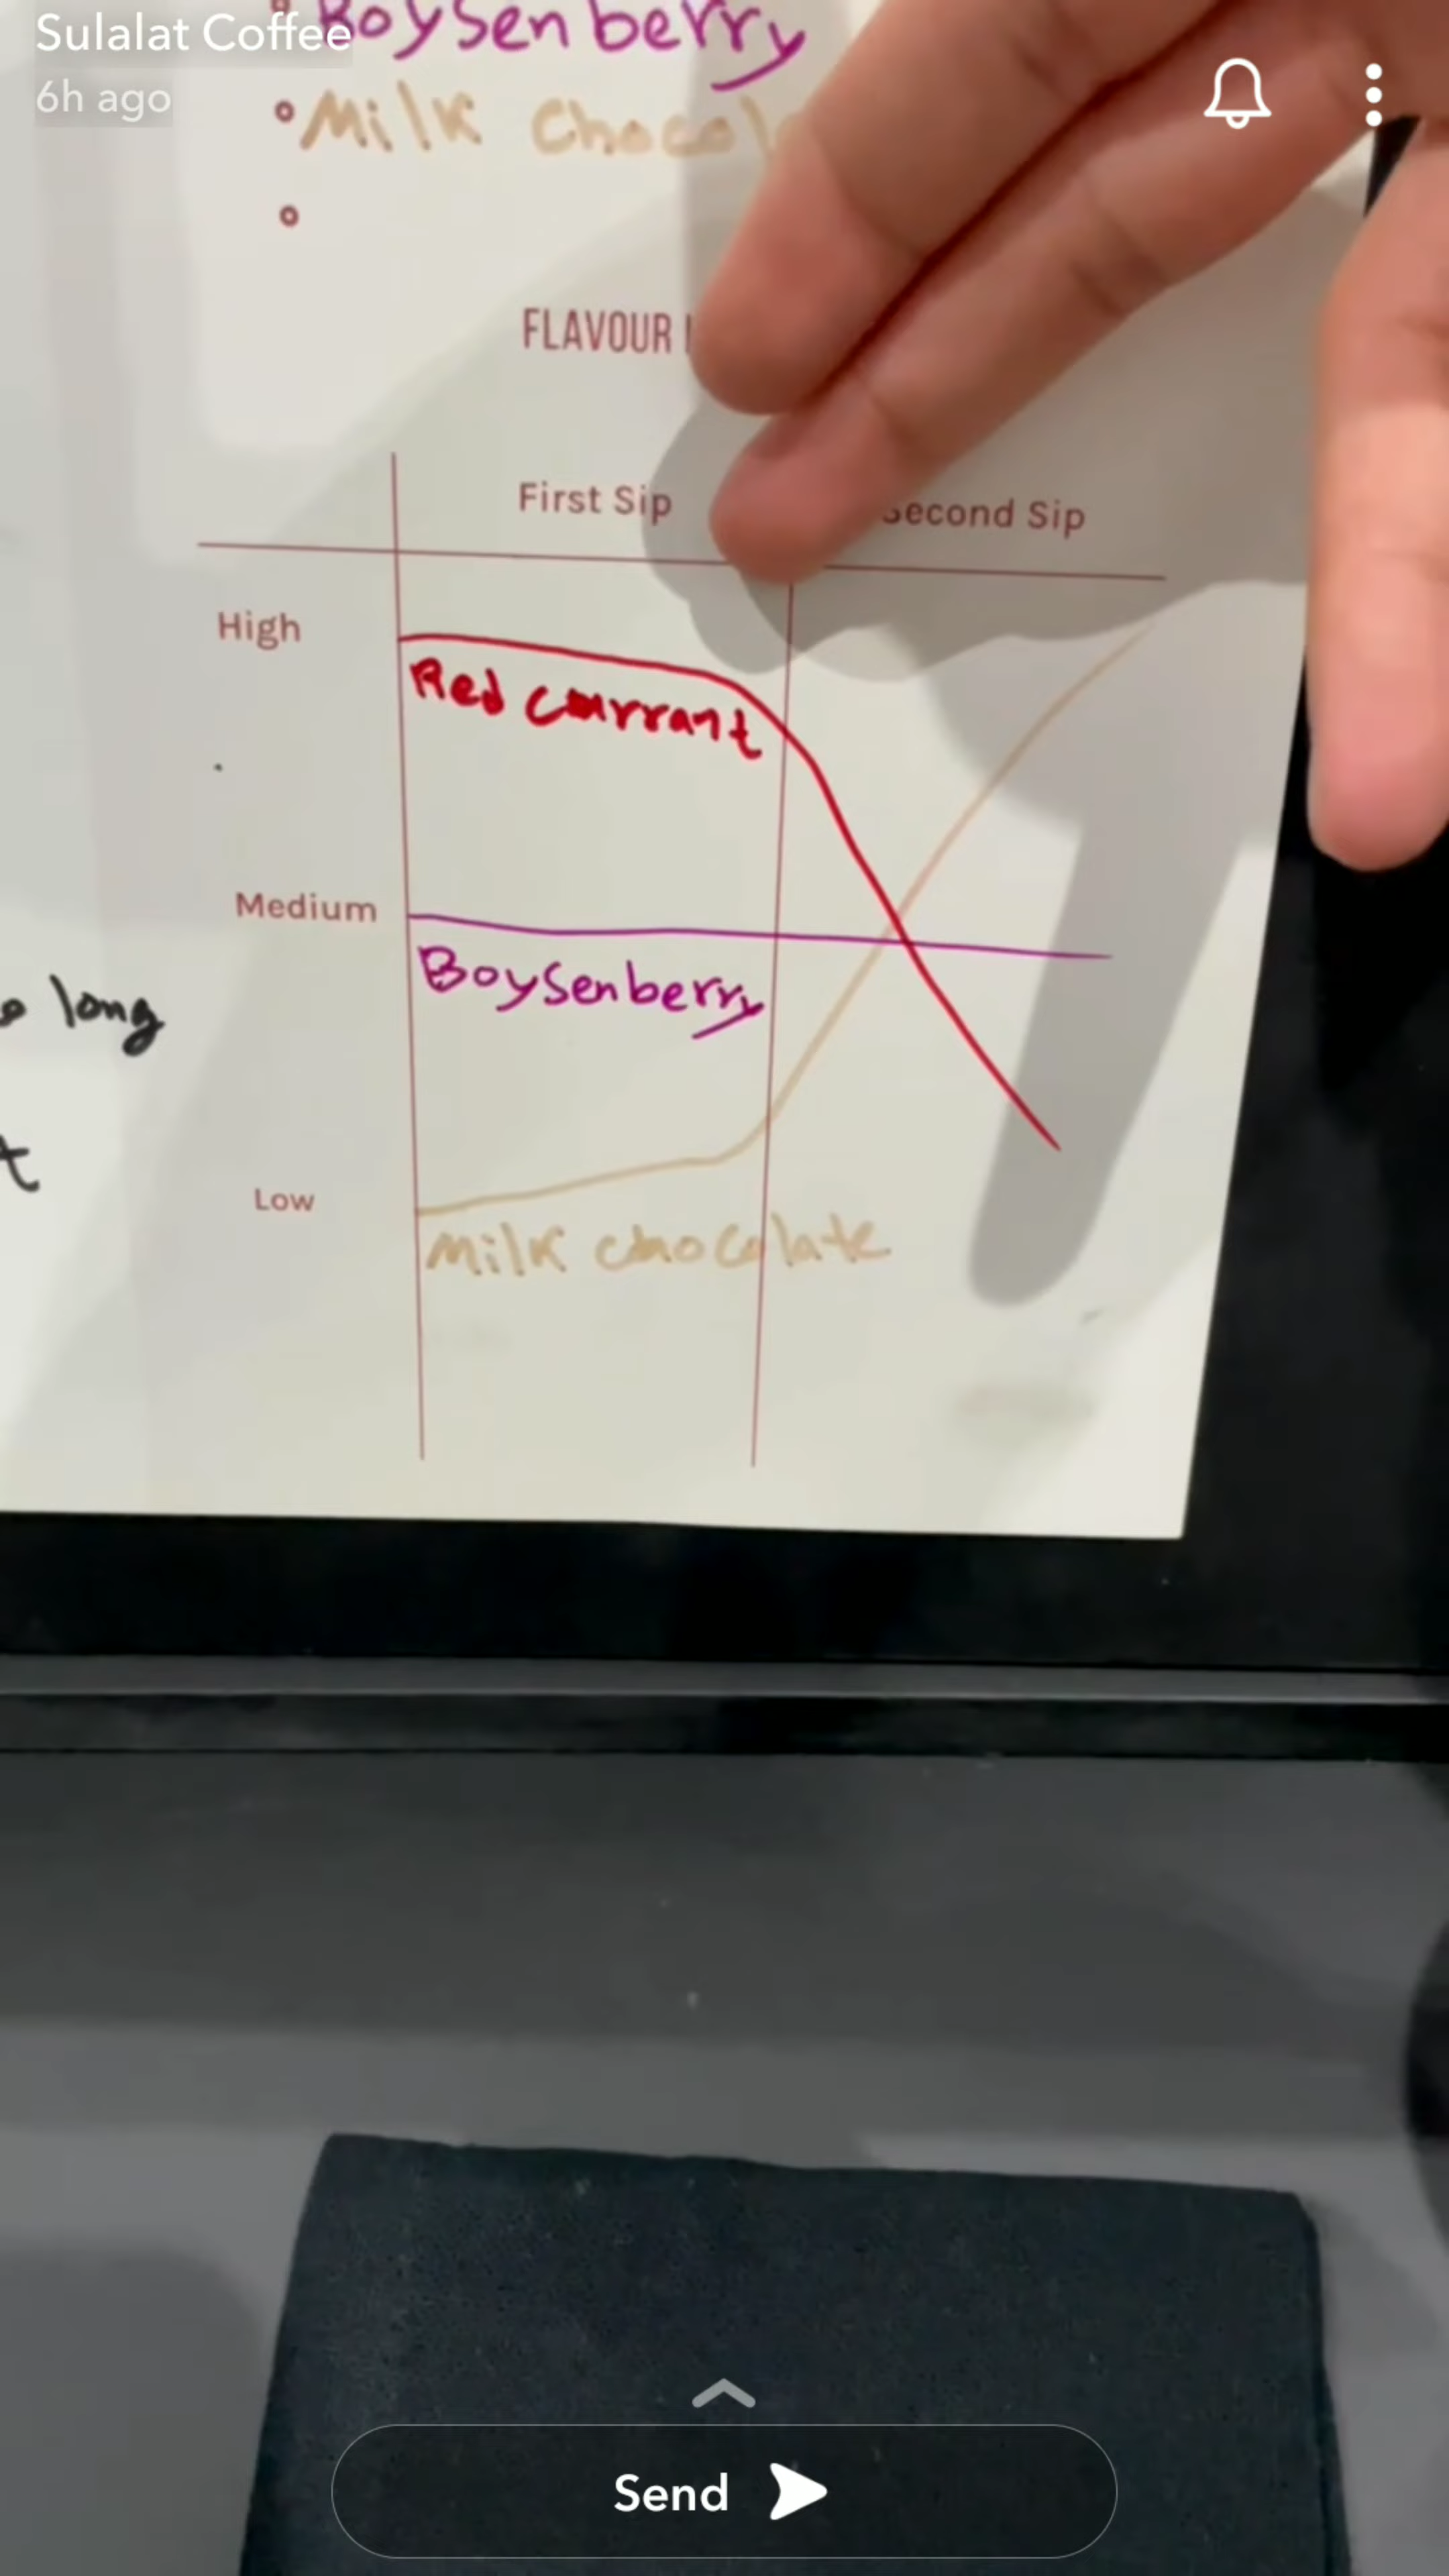 Sulalat Coffee
6h ago
Boysenberry
Milk
FLAVOUR
First Sip
Second Sip
High
Red currant
Medium
Boysenberry
long
Low
Milk chocolate
Send